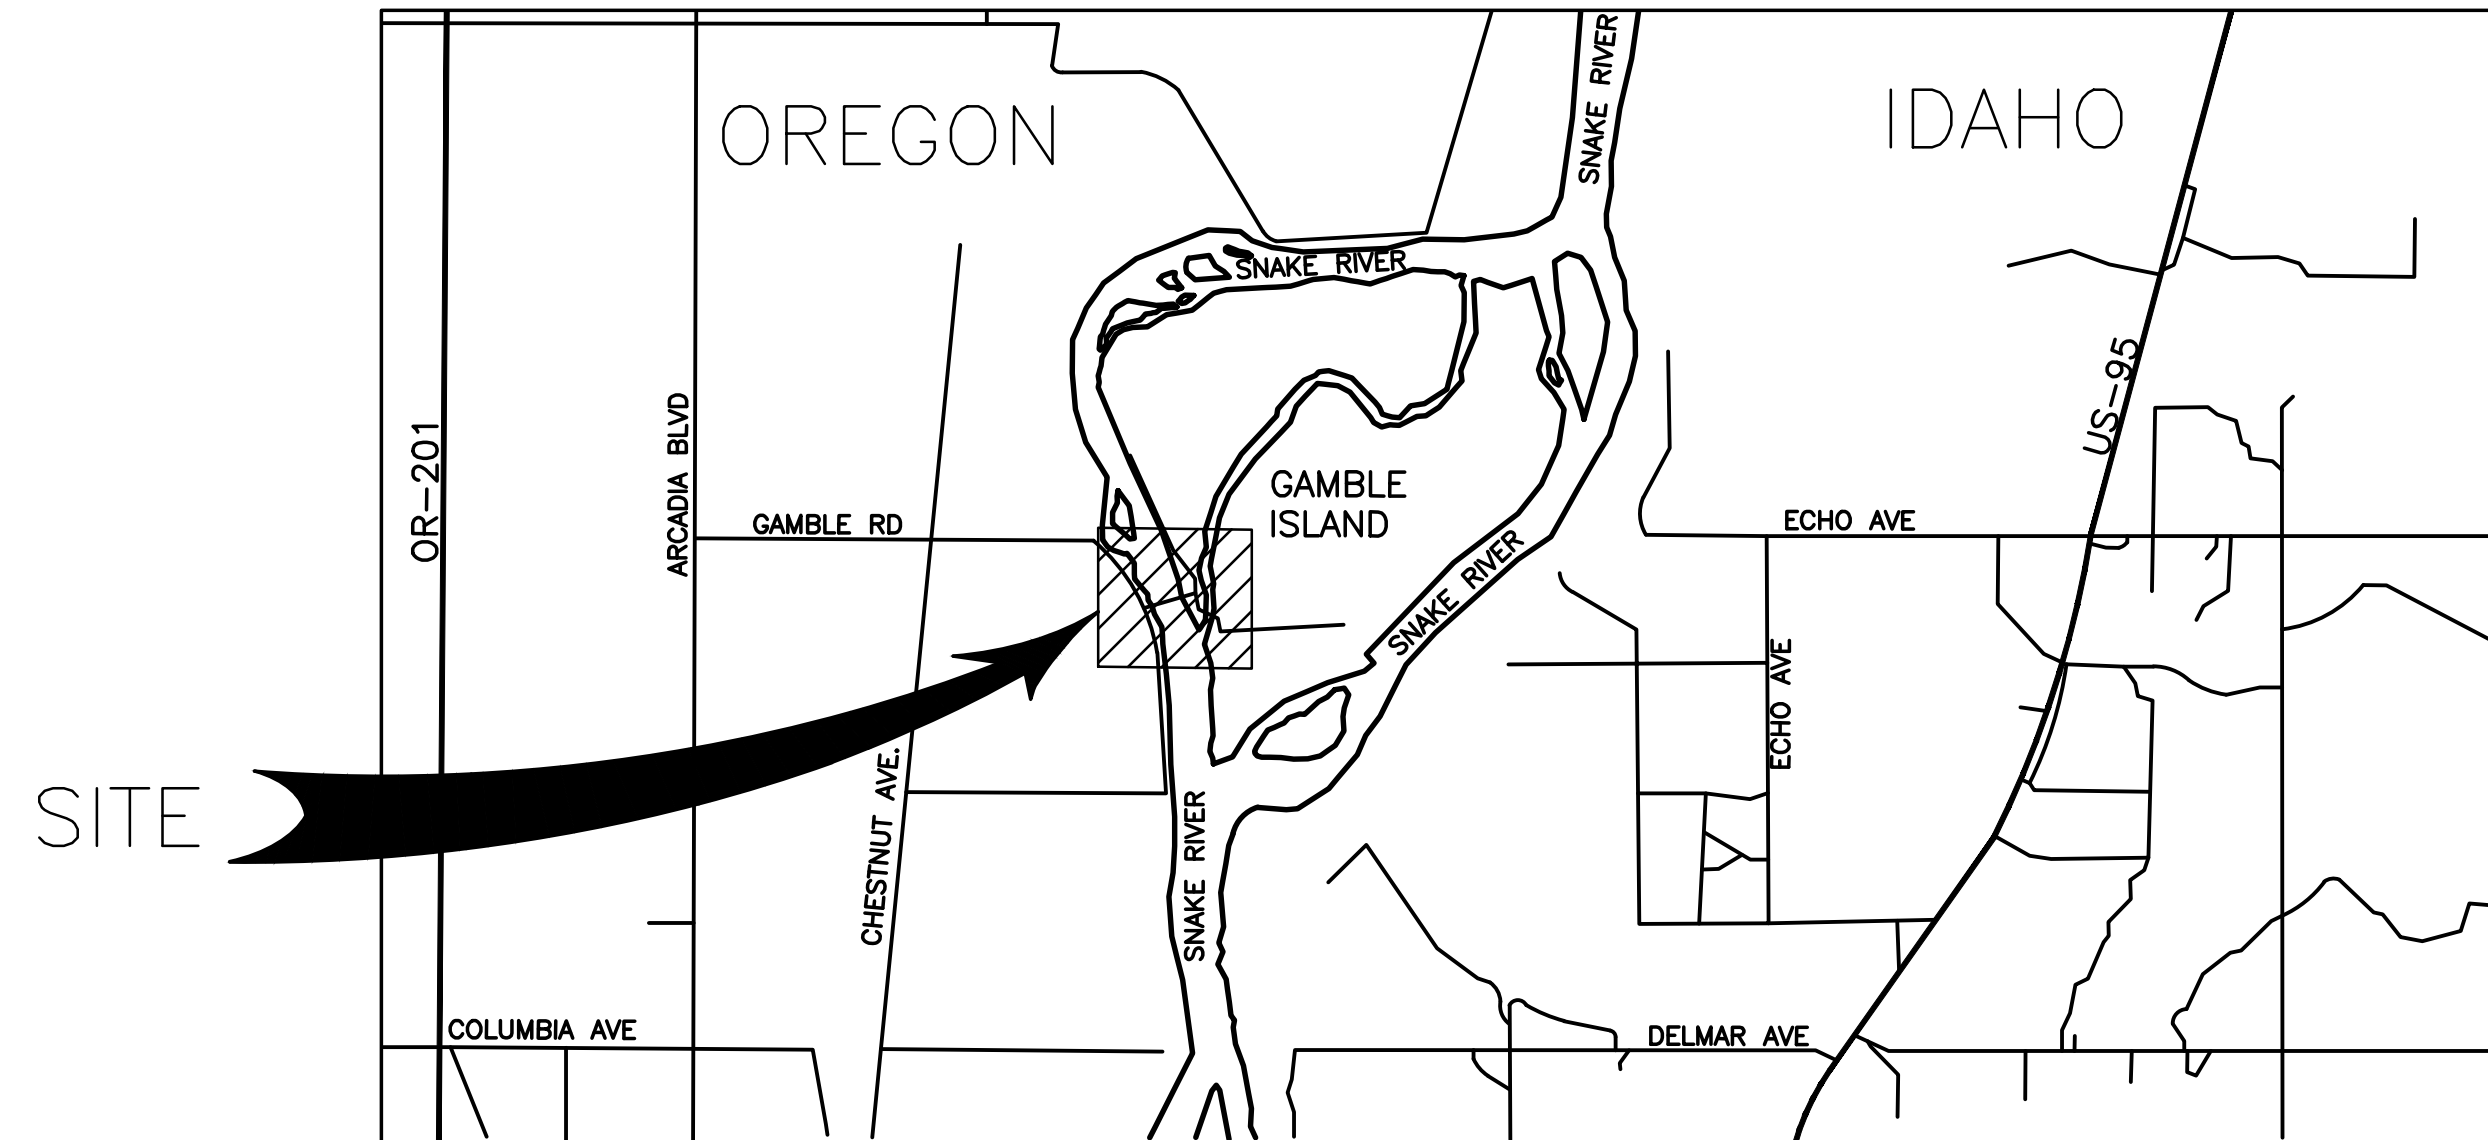 SNAKE RIVER
OREGON
IDAHO
SNAKE RIVER
US-95
ARCADIA BLVD
OR-201
GAMBLE
ISLAND
GAMBLE RD
ECHO AVE
SNAKE RIVER
ECHO AVE
SITE
CHESTNUT AVE.
SNAKE RIVER
COLUMBIA AVE
DELMAR AVE